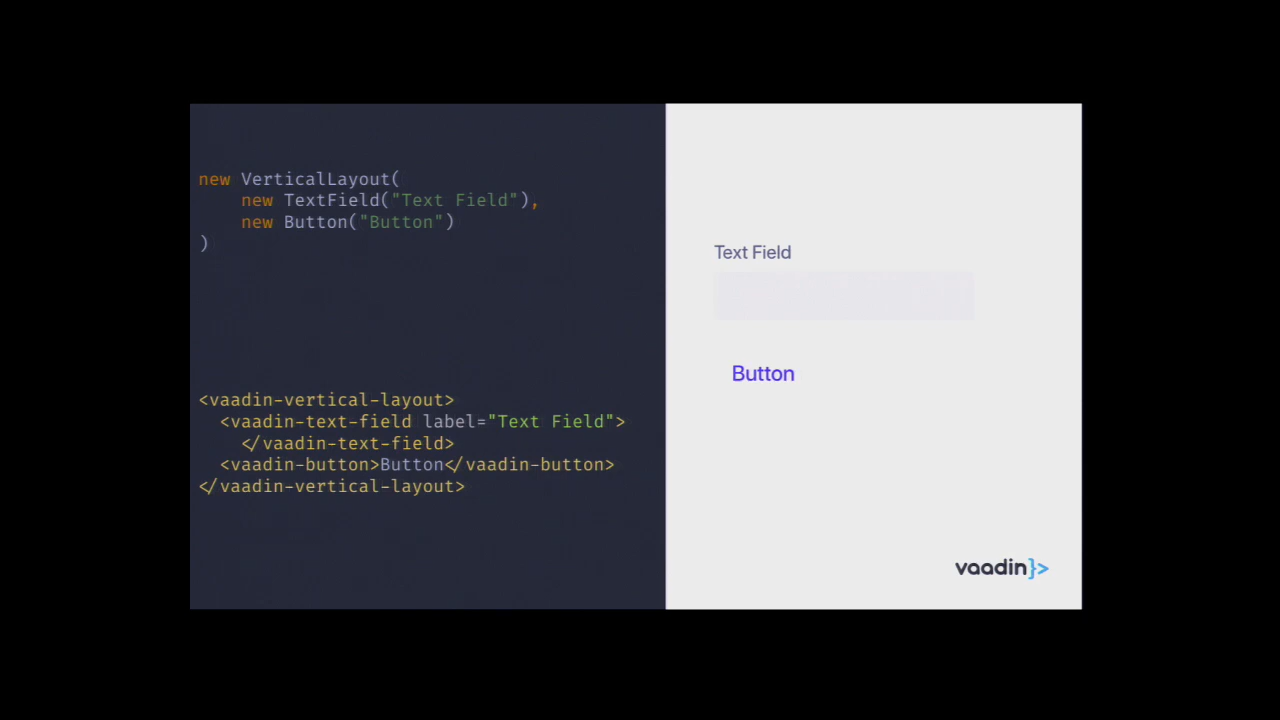 new VerticalLayout(
    new TextField("Text Field"),
    new Button("Button")
)
<vaadin-vertical-layout>
  <vaadin-text-field label="Text Field">
    </vaadin-text-field>
  <vaadin-button>Button</vaadin-button>
</vaadin-vertical-layout>
Text Field
Button
vaadin}>